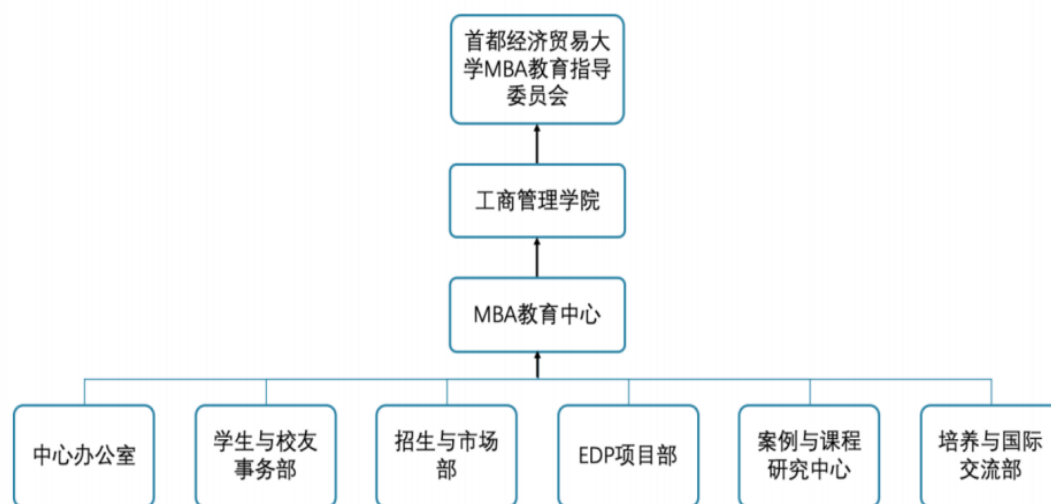 首都经济贸易大
学MBA教育指导
委员会
工商管理学院
MBA教育中心
中心办公室
学生与校友
事务部
招生与市场
部
EDP项目部
案例与课程
研究中心
培养与国际
交流部